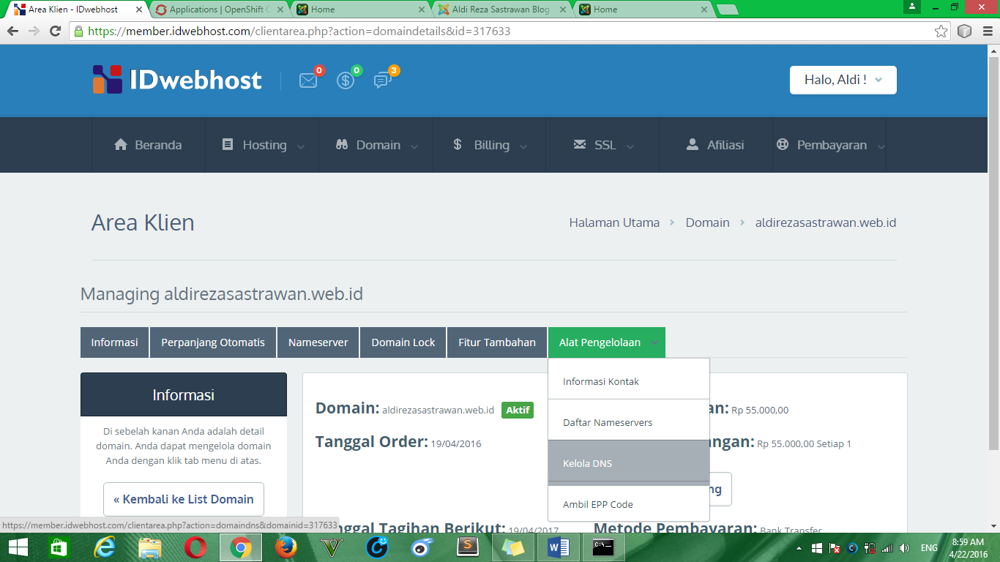 Area Klien - IDwebhost
Applications | OpenShift C
Home
Aldi Reza Sastrawan Blog
Home
https://member.idwebhost.com/clientarea.php?action=domaindetails&id=317633
IDwebhost
0
0
3
Halo, Aldi !
Beranda
Hosting
Domain
Billing
SSL
Afiliasi
Pembayaran
Area Klien
Halaman Utama > Domain > aldirezasastrawan.web.id
Managing aldirezasastrawan.web.id
Informasi
Perpanjang Otomatis
Nameserver
Domain Lock
Fitur Tambahan
Alat Pengelolaan
Informasi Kontak
Daftar Nameservers
Kelola DNS
Ambil EPP Code
Informasi
Di sebelah kanan Anda adalah detail
domain. Anda dapat mengelola domain
Anda dengan klik tab menu di atas.
« Kembali ke List Domain
Domain: aldirezasastrawan.web.id Aktif
an: Rp 55.000,00
Tanggal Order: 19/04/2016
ngan: Rp 55.000,00 Setiap 1
ng
nggal Tagihan Berikut: 19/04/2017
Metode Pembayaran: Bank Transfer
https://member.idwebhost.com/clientarea.php?action=domaindns&domainid=317633
ENG
8:59 AM
4/22/2016